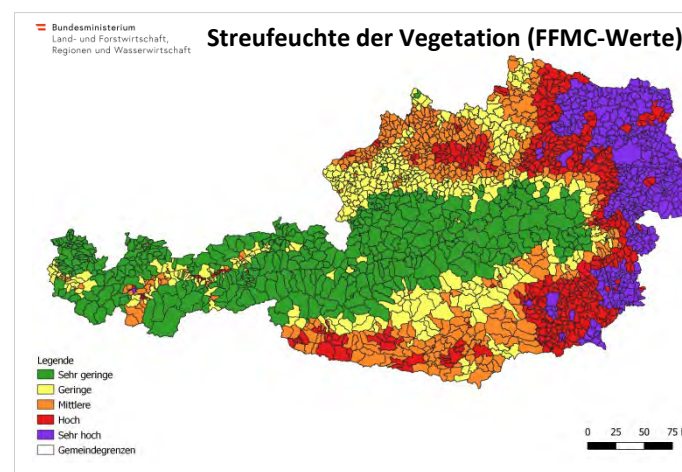 Bundesministerium
Land- und Forstwirtschaft,
Regionen und Wasserwirtschaft
Streufeuchte der Vegetation (FFMC-Werte)
Legende
Sehr geringe
Geringe
Mittlere
Hoch
Sehr hoch
Gemeindegrenzen
0 25 50 75